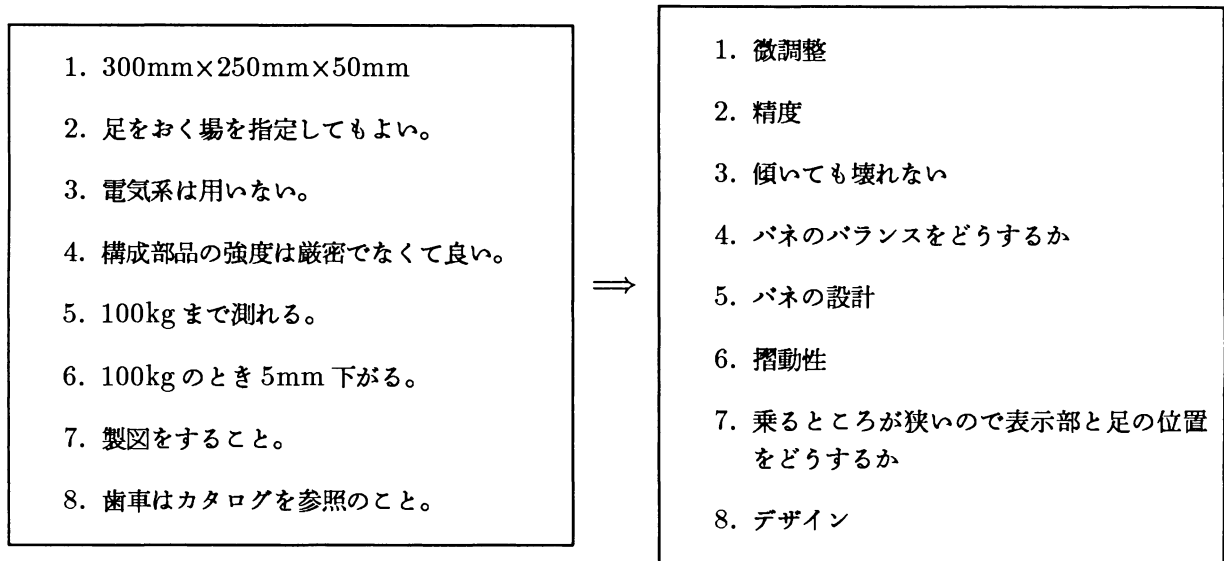 1. 300mm×250mm×50mm
2. 足をおく場を指定してもよい。
3. 電気系は用いない。
4. 構成部品の強度は厳密でなくて良い。
5. 100kg まで測れる。
6. 100kg のとき 5mm 下がる。
7. 製図をすること。
8. 歯車はカタログを参照のこと。
⟹
1. 微調整
2. 精度
3. 傾いても壊れない
4. バネのバランスをどうするか
5. バネの設計
6. 摺動性
7. 乗るところが狭いので表示部と足の位置
をどうするか
8. デザイン